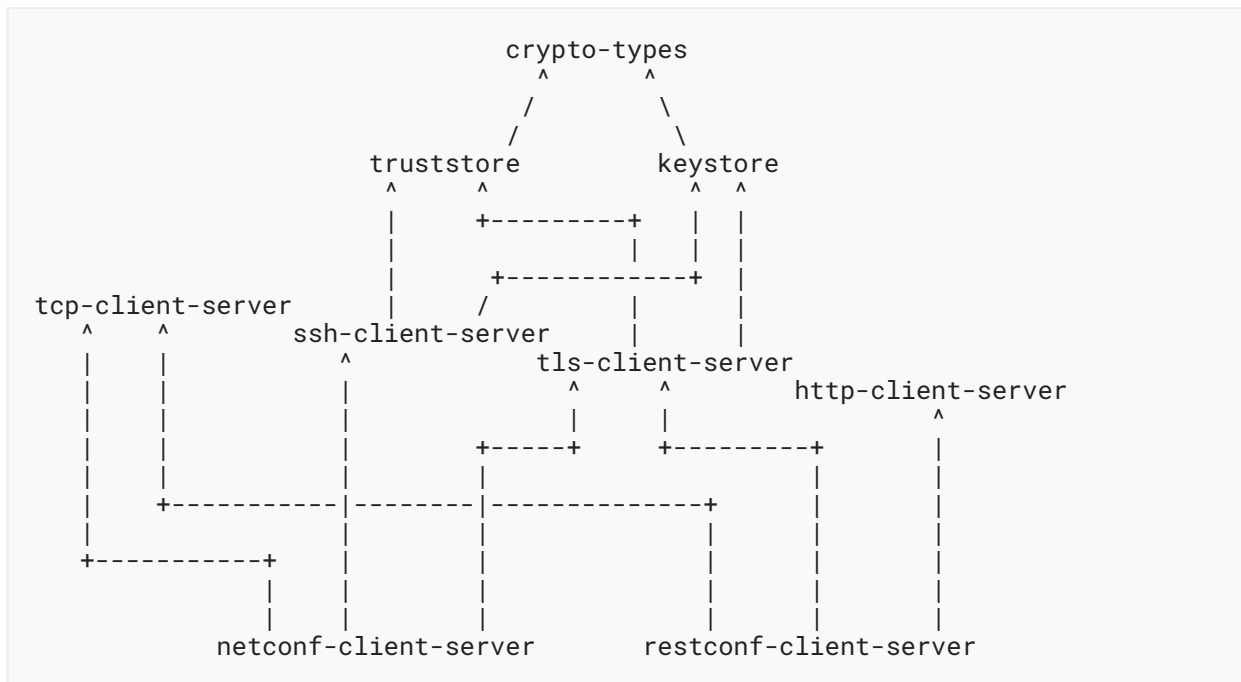 crypto-types
truststore keystore
tcp-client-server
ssh-client-server
tls-client-server
http-client-server
netconf-client-server restconf-client-server